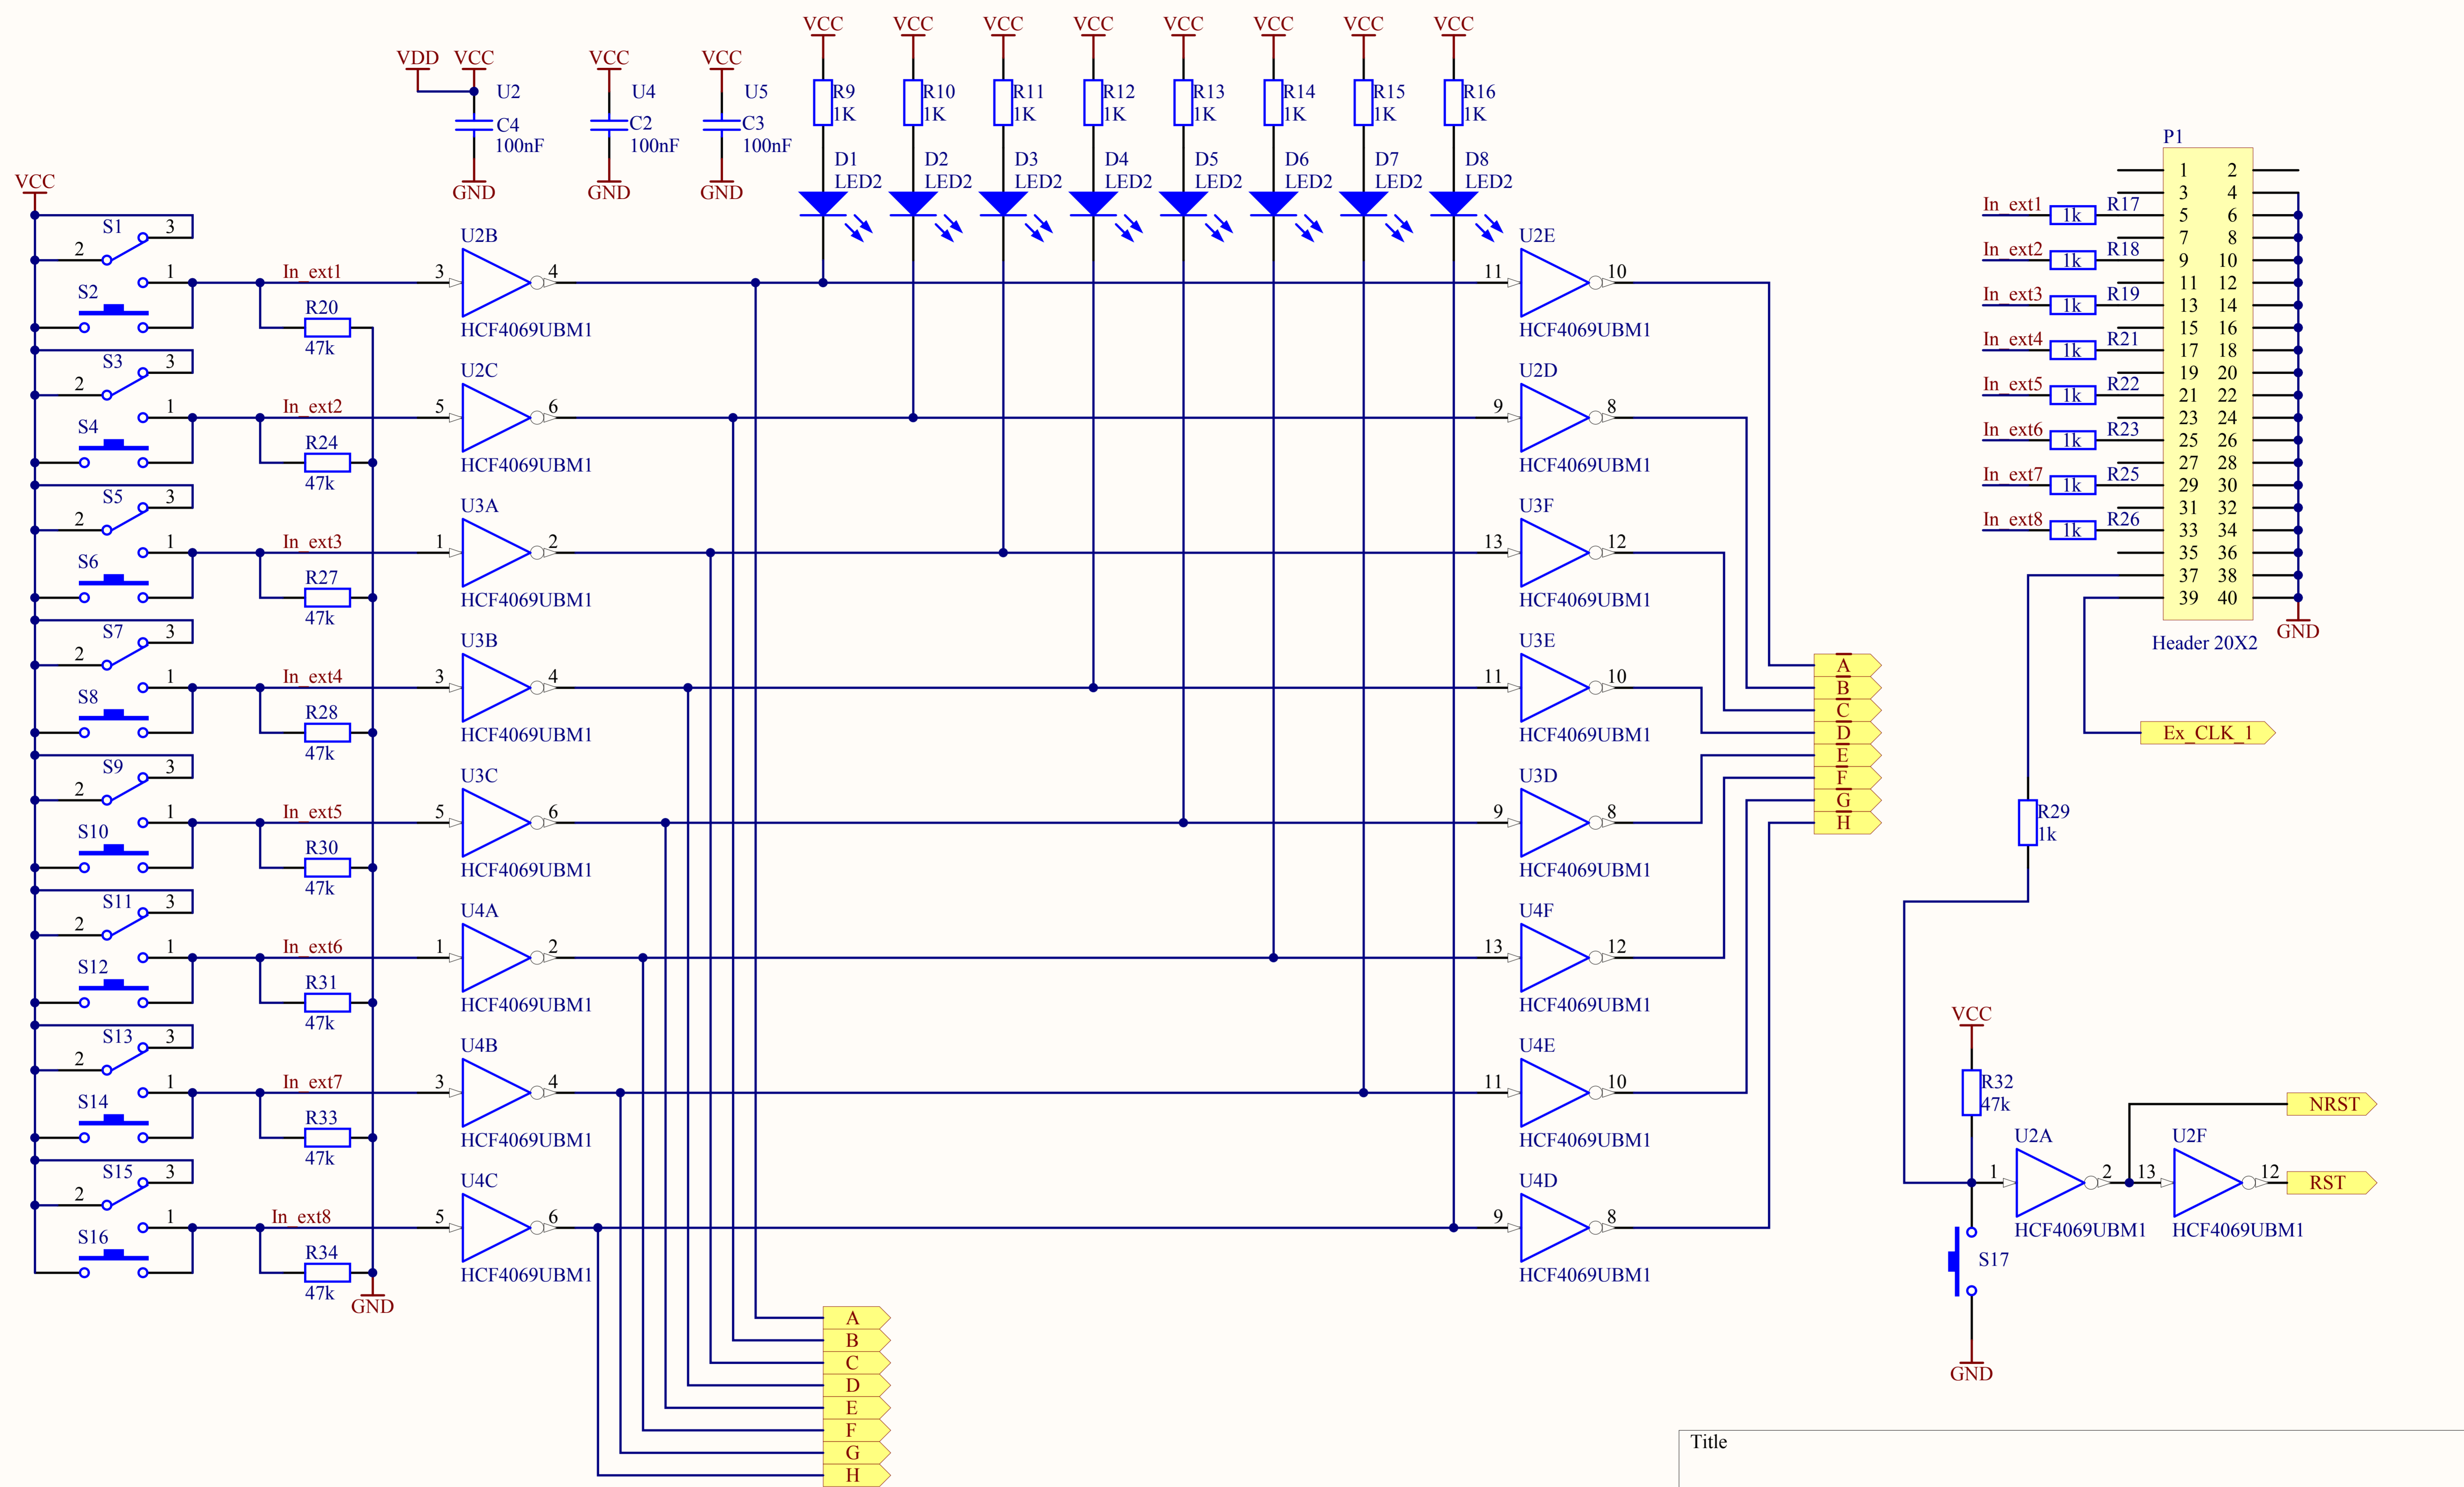 VCC VCC VCC VCC VCC VCC VCC VCC
VDD VCC VCC VCC
U2 U4 U5 R9 R10 R11 R12 R13 R14 R15 R16
1K 1K 1K 1K 1K 1K 1K 1K
C4 C2 C3
100nF 100nF 100nF
D1 D2 D3 D4 D5 D6 D7 D8
LED2 LED2 LED2 LED2 LED2 LED2 LED2 LED2
GND GND GND
VCC
S1 3
2
1 In_ext1 3 U2B 4 11 U2E 10
S2 R20
47k HCF4069UBM1 HCF4069UBM1
S3 3
2
1 In_ext2 5 U2C 6 9 U2D 8
S4 R24
47k HCF4069UBM1 HCF4069UBM1
S5 3
2
1 In_ext3 1 U3A 2 13 U3F 12
S6 R27
47k HCF4069UBM1 HCF4069UBM1
S7 3
2
1 In_ext4 3 U3B 4 11 U3E 10
S8 R28
47k HCF4069UBM1 HCF4069UBM1
S9 3
2
1 In_ext5 5 U3C 6 9 U3D 8
S10 R30
47k HCF4069UBM1 HCF4069UBM1
S11 3
2
1 In_ext6 1 U4A 2 13 U4F 12
S12 R31
47k HCF4069UBM1 HCF4069UBM1
S13 3
2
1 In_ext7 3 U4B 4 11 U4E 10
S14 R33
47k HCF4069UBM1 HCF4069UBM1
S15 3
2
1 In_ext8 5 U4C 6 9 U4D 8
S16 R34
47k HCF4069UBM1 HCF4069UBM1
GND
A
B
C
D
E
F
G
H
A̅
B̅
C̅
D̅
E̅
F̅
G̅
H̅
P1
1 2
3 4
In_ext1 1k R17 5 6
7 8
In_ext2 1k R18 9 10
11 12
In_ext3 1k R19 13 14
15 16
In_ext4 1k R21 17 18
19 20
In_ext5 1k R22 21 22
23 24
In_ext6 1k R23 25 26
27 28
In_ext7 1k R25 29 30
31 32
In_ext8 1k R26 33 34
35 36
37 38
39 40
GND
Header 20X2
Ex_CLK_1
R29
1k
VCC
R32
47k
NRST
U2A U2F
1 2 13 12 RST
HCF4069UBM1 HCF4069UBM1
S17
GND
Title